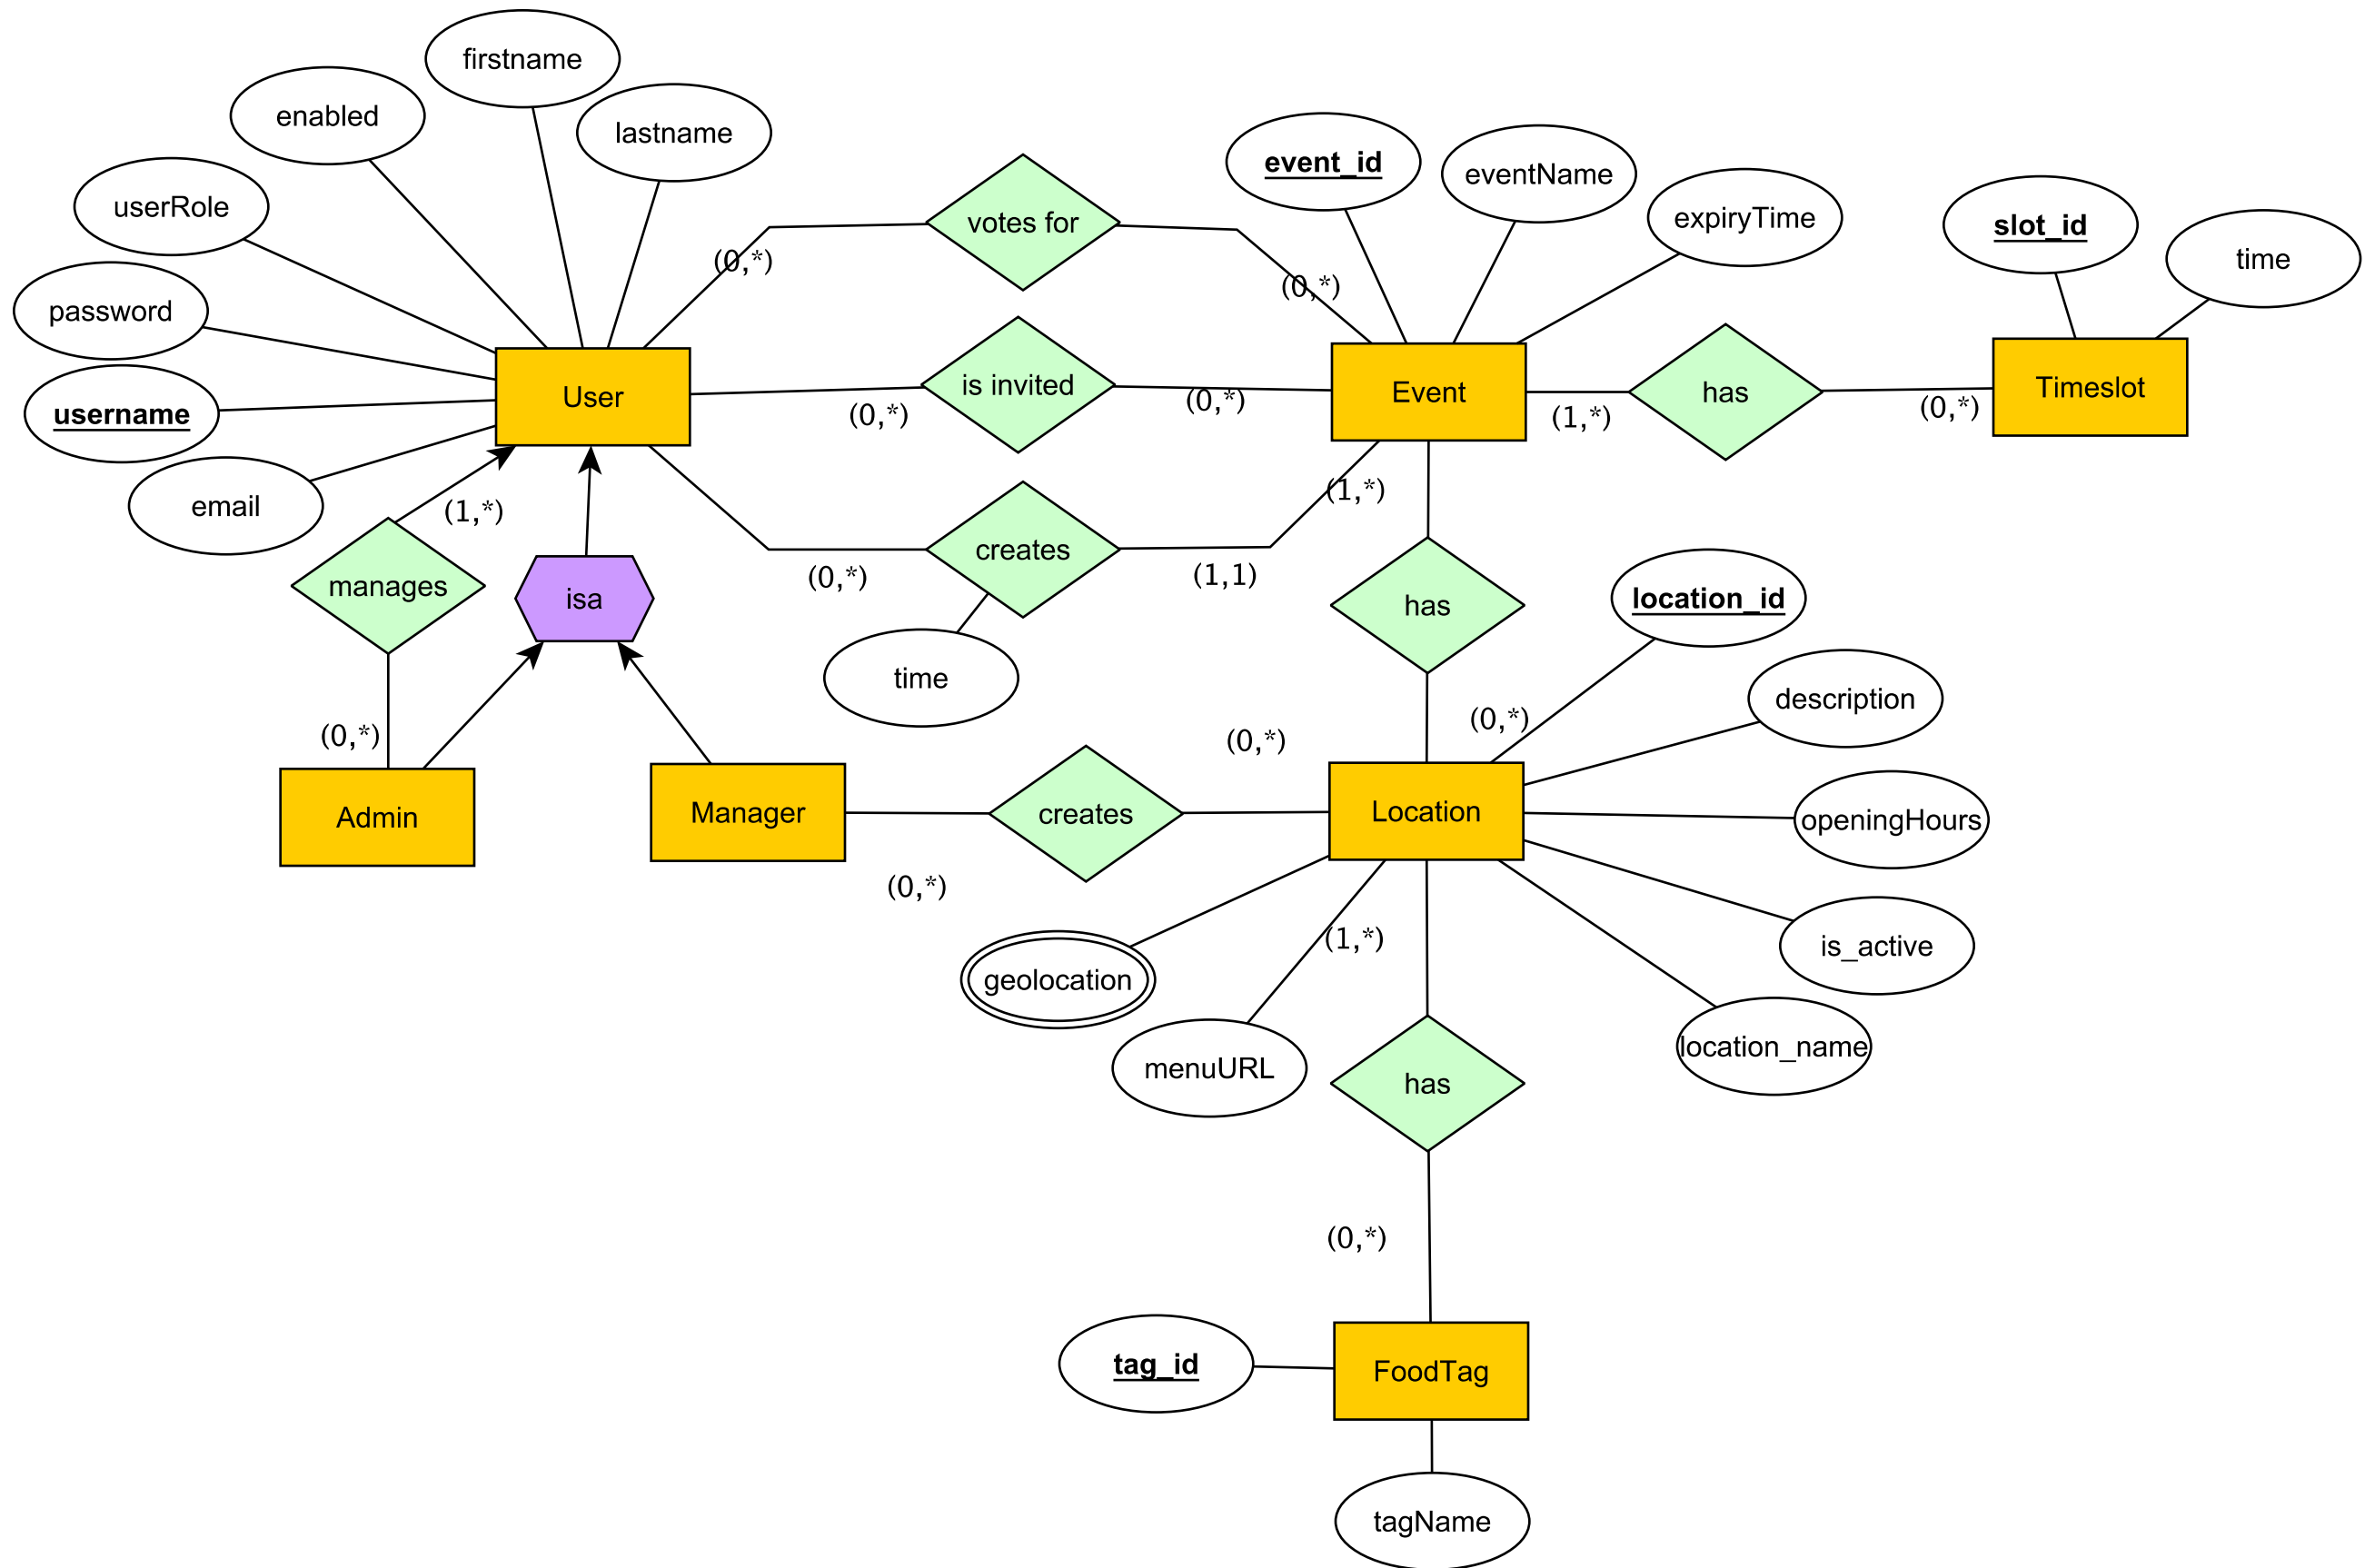 firstname
enabled
lastname
userRole
votes for
event_id
eventName
expiryTime
slot_id
time
password
(0,*)
(0,*)
username
User
is invited
Event
has
Timeslot
(0,*)
(0,*)
(1,*)
(0,*)
email
(1,*)
(1,*)
manages
isa
creates
(0,*)
(1,1)
has
location_id
time
description
(0,*)
(0,*)
(0,*)
Admin
Manager
creates
Location
openingHours
(0,*)
(1,*)
is_active
geolocation
menuURL
location_name
has
(0,*)
tag_id
FoodTag
tagName